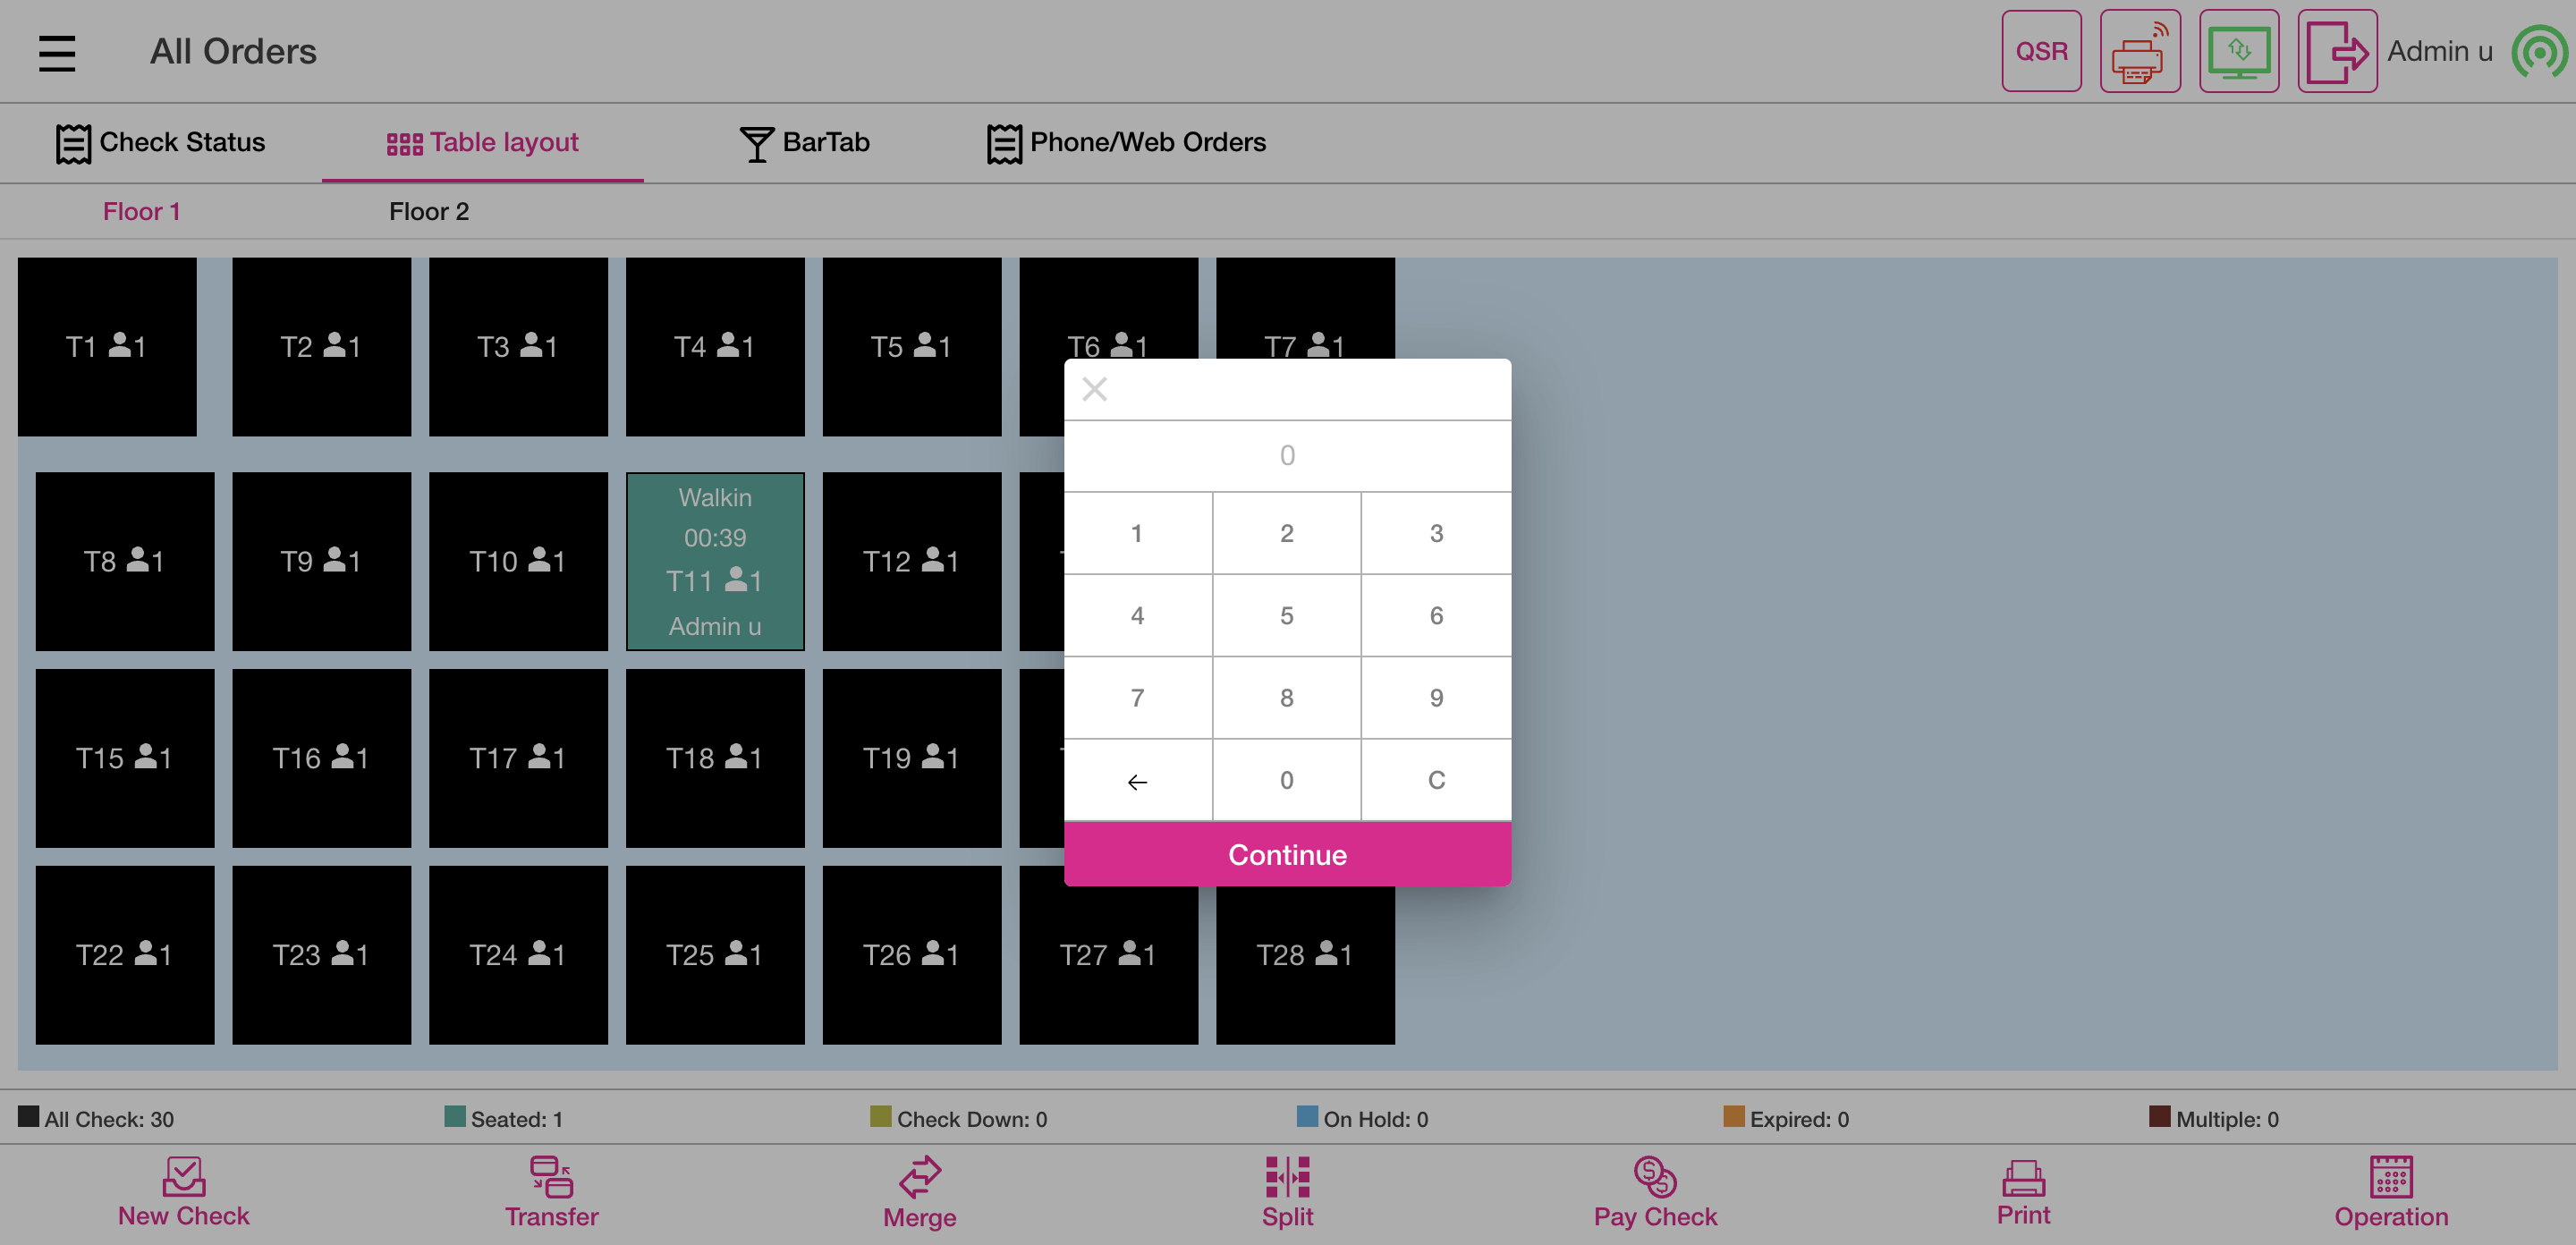 All Orders
QSR
Admin u
Check Status
Table layout
BarTab
Phone/Web Orders
Floor 1
Floor 2
T1 1
T2 1
T3 1
T4 1
T5 1
T6 1
T7 1
T8 1
T9 1
T10 1
Walkin
00:39
T11 1
Admin u
T12 1
T15 1
T16 1
T17 1
T18 1
T19 1
T22 1
T23 1
T24 1
T25 1
T26 1
T27 1
T28 1
0
1 2 3
4 5 6
7 8 9
0 C
Continue
All Check: 30
Seated: 1
Check Down: 0
On Hold: 0
Expired: 0
Multiple: 0
New Check
Transfer
Merge
Split
Pay Check
Print
Operation